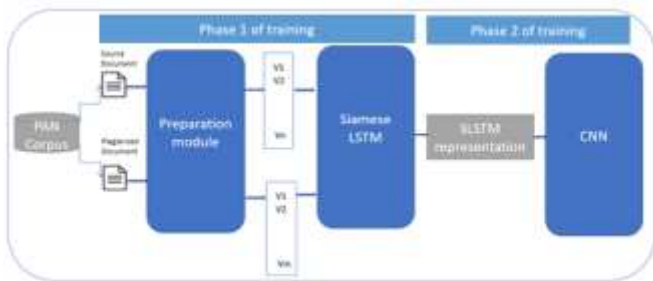 Phase 1 of training
Phase 2 of training
Source
Document
PAN
Corpus
Plagiarized
Document
Preparation
module
V1
V2
Vn
V1
V2
Vm
Siamese
LSTM
SLSTM
representation
CNN